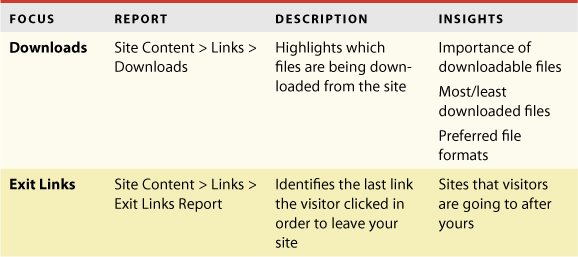 FOCUS REPORT DESCRIPTION INSIGHTS
Downloads
Site Content > Links >
Downloads
Highlights which
files are being down-
loaded from the site
Importance of
downloadable files
Most/least
downloaded files
Preferred file
formats
Exit Links
Site Content > Links >
Exit Links Report
Identifies the last link
the visitor clicked in
order to leave your
site
Sites that visitors
are going to after
yours